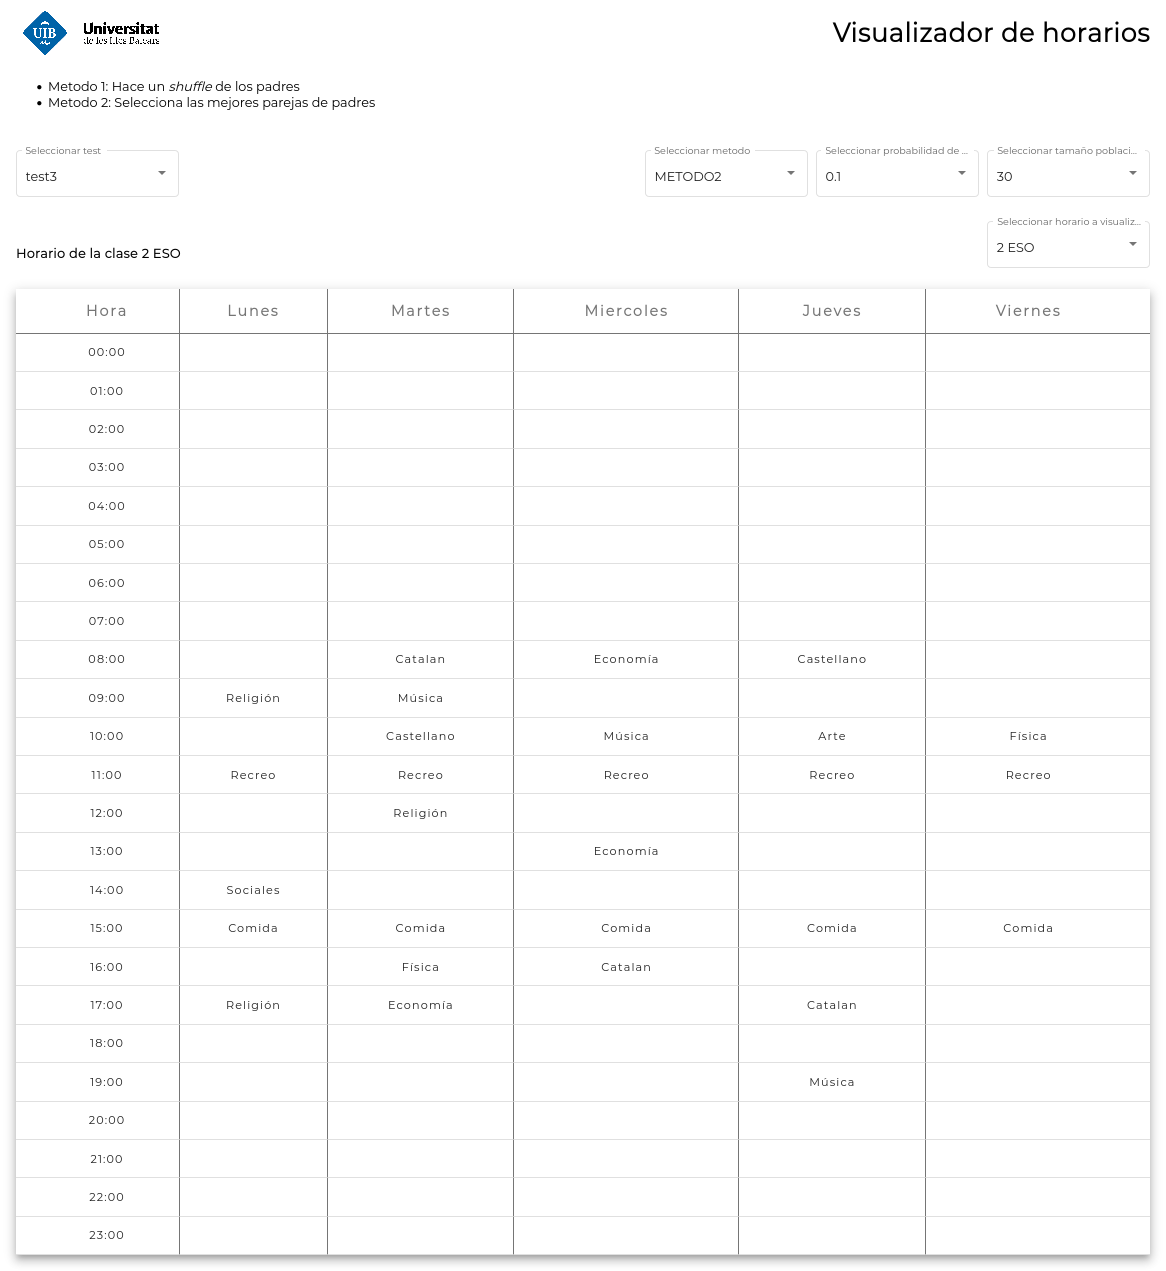 UIB
Universitat
de les Illes Balears
Visualizador de horarios
• Metodo 1: Hace un shuffle de los padres
• Metodo 2: Selecciona las mejores parejas de padres
Seleccionar test
test3
Seleccionar metodo
METODO2
Seleccionar probabilidad de ...
0.1
Seleccionar tamaño poblaci...
30
Seleccionar horario a visualiz...
2 ESO
Horario de la clase 2 ESO
Hora Lunes Martes Miercoles Jueves Viernes
00:00
01:00
02:00
03:00
04:00
05:00
06:00
07:00
08:00 Catalan Economía Castellano
09:00 Religión Música
10:00 Castellano Música Arte Física
11:00 Recreo Recreo Recreo Recreo Recreo
12:00 Religión
13:00 Economía
14:00 Sociales
15:00 Comida Comida Comida Comida Comida
16:00 Física Catalan
17:00 Religión Economía Catalan
18:00
19:00 Música
20:00
21:00
22:00
23:00